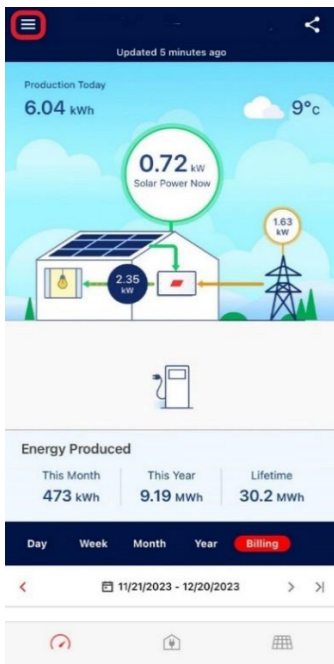 Updated 5 minutes ago
Production Today
6.04 kWh
9°c
0.72 kW
Solar Power Now
1.63
kW
2.35
kW
Energy Produced
This Month This Year Lifetime
473 kWh 9.19 MWh 30.2 MWh
Day Week Month Year Billing
11/21/2023 - 12/20/2023